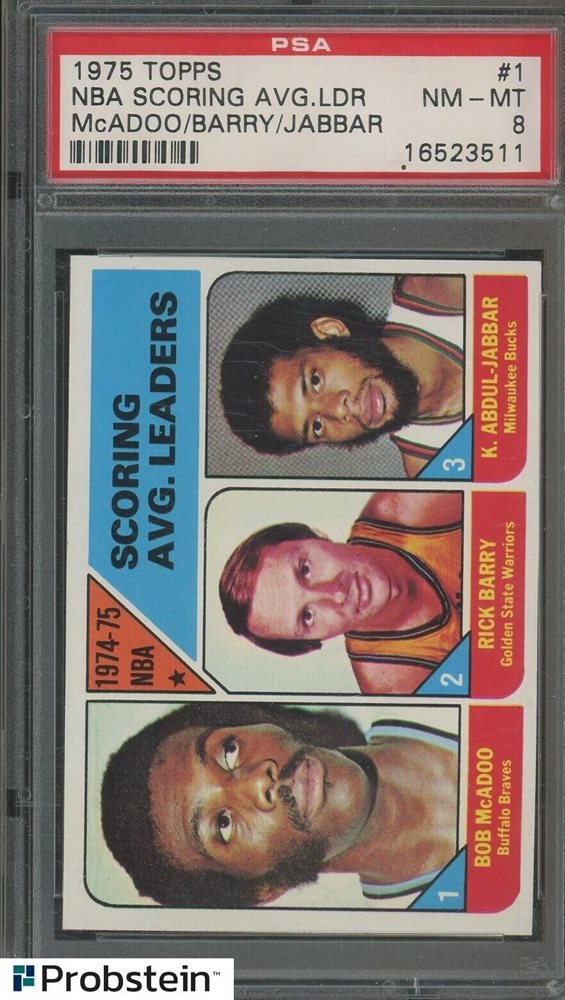 PSA
1975 TOPPS #1
NBA SCORING AVG.LDR NM – MT
McADOO/BARRY/JABBAR 8
16523511
1974-75
NBA
SCORING
AVG. LEADERS
1
BOB McADOO
Buffalo Braves
2
RICK BARRY
Golden State Warriors
3
K. ABDUL-JABBAR
Milwaukee Bucks
Probstein™